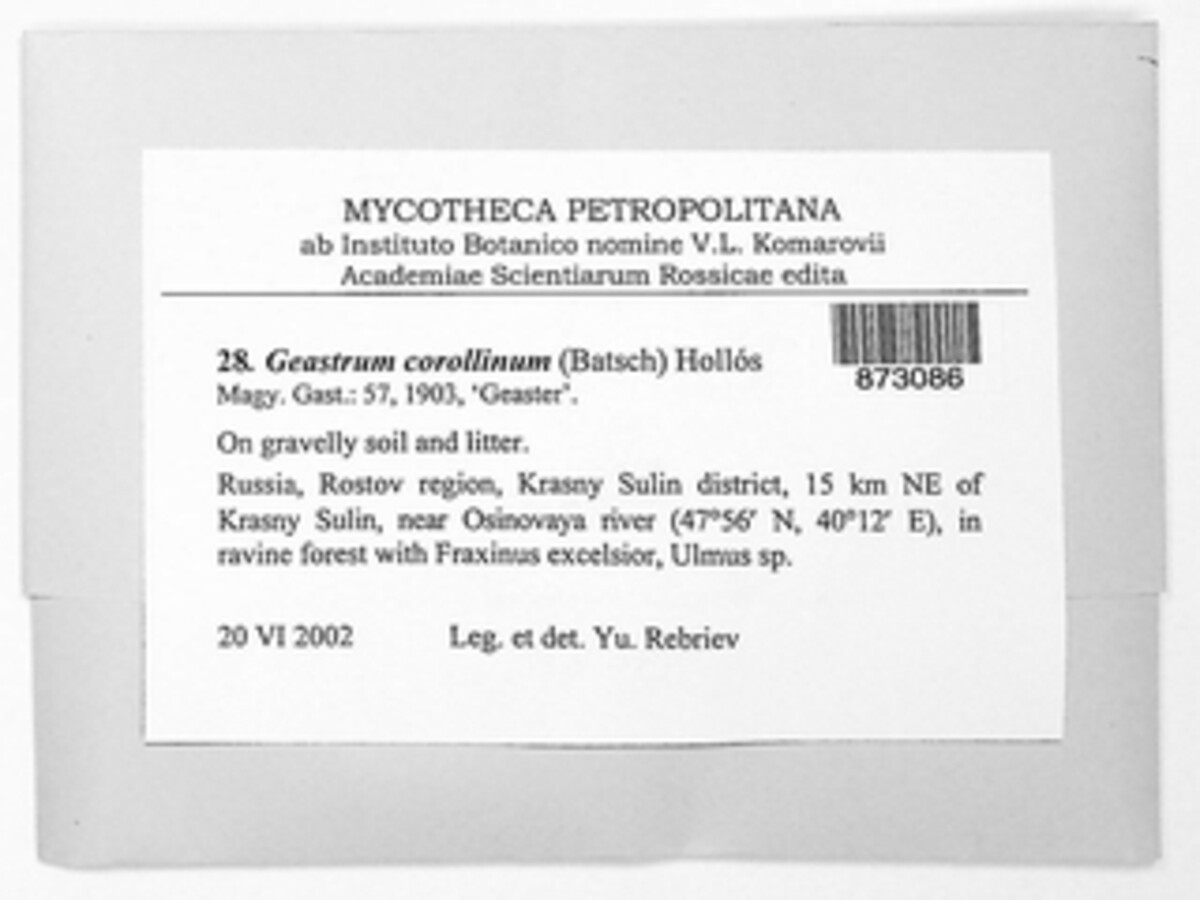 MYCOTHECA PETROPOLITANA
ab Instituto Botanico nomine V.L. Komarovii
Academiae Scientiarum Rossicae edita
873086
28. Geastrum corollinum (Batsch) Hollós
Magy. Gast.: 57, 1903, 'Geaster'.
On gravelly soil and litter.
Russia, Rostov region, Krasny Sulin district, 15 km NE of
Krasny Sulin, near Osinovaya river (47°56' N, 40°12' E), in
ravine forest with Fraxinus excelsior, Ulmus sp.
20 VI 2002 Leg. et det. Yu. Rebriev